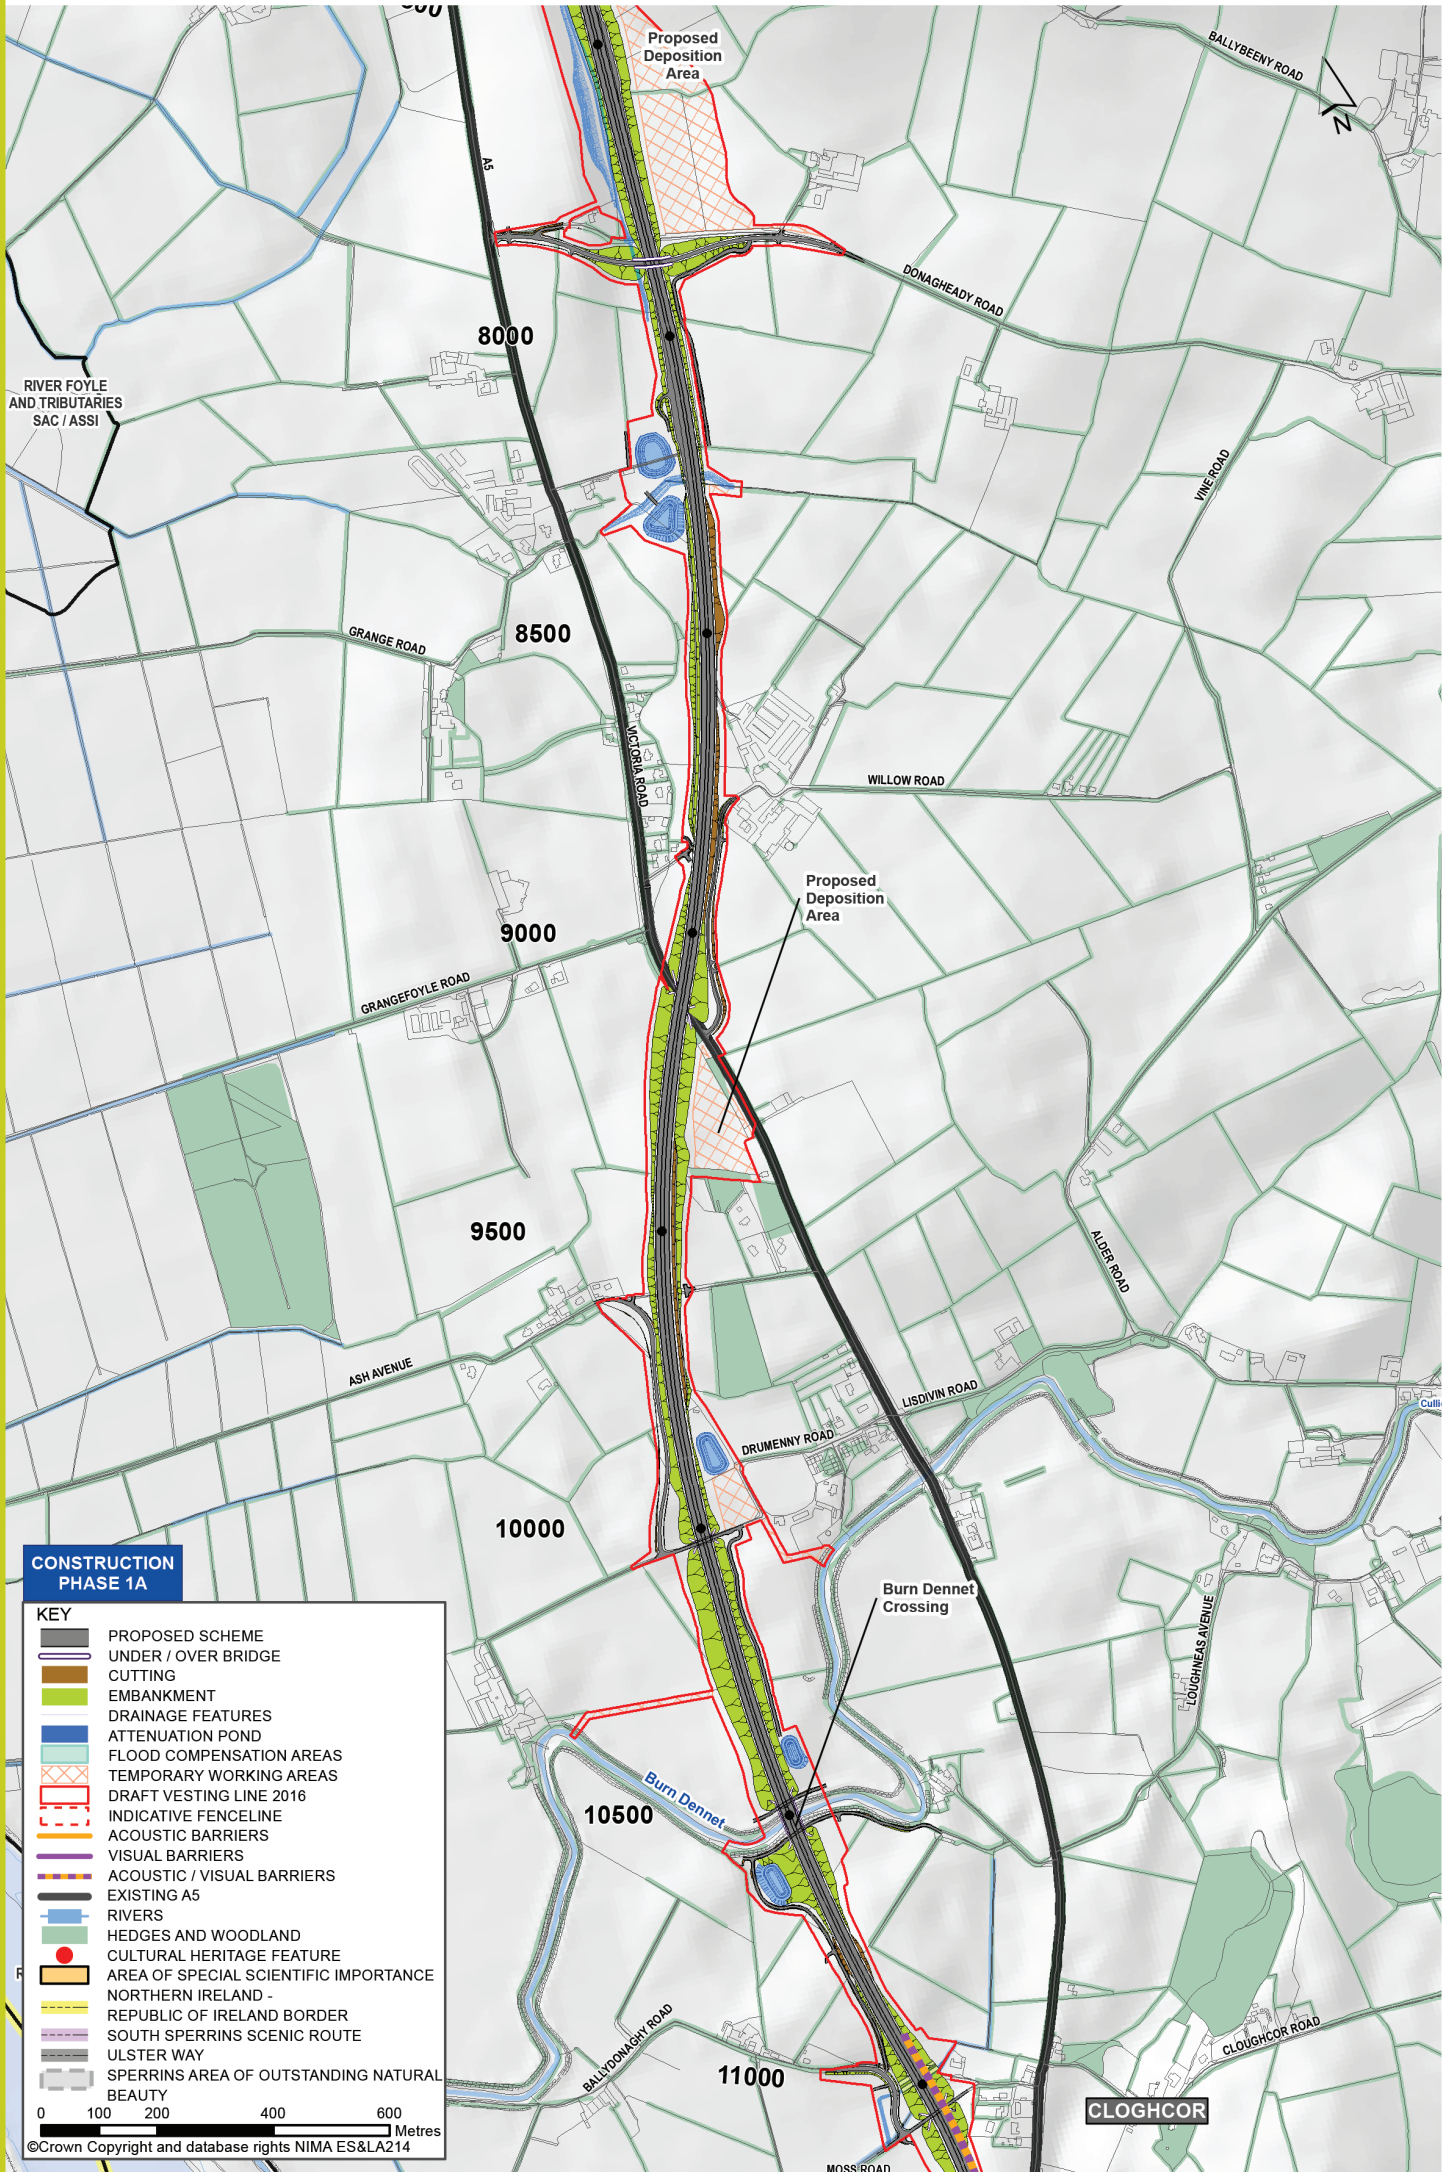 Proposed
Deposition
Area
BALLYBEENY ROAD
N
A5
DONAGHEADY ROAD
8000
RIVER FOYLE
AND TRIBUTARIES
SAC / ASSI
VINE ROAD
8500
GRANGE ROAD
VICTORIA ROAD
WILLOW ROAD
Proposed
Deposition
Area
9000
GRANGEFOYLE ROAD
9500
ALDER ROAD
ASH AVENUE
LISDIVIN ROAD
DRUMENNY ROAD
10000
Burn Dennet
Crossing
LOUGHNEAS AVENUE
Burn Dennet
10500
BALLYDONAGHY ROAD
CLOUGHCOR ROAD
11000
CLOGHCOR
MOSS ROAD
CONSTRUCTION
PHASE 1A
KEY
PROPOSED SCHEME
UNDER / OVER BRIDGE
CUTTING
EMBANKMENT
DRAINAGE FEATURES
ATTENUATION POND
FLOOD COMPENSATION AREAS
TEMPORARY WORKING AREAS
DRAFT VESTING LINE 2016
INDICATIVE FENCELINE
ACOUSTIC BARRIERS
VISUAL BARRIERS
ACOUSTIC / VISUAL BARRIERS
EXISTING A5
RIVERS
HEDGES AND WOODLAND
CULTURAL HERITAGE FEATURE
AREA OF SPECIAL SCIENTIFIC IMPORTANCE
NORTHERN IRELAND -
REPUBLIC OF IRELAND BORDER
SOUTH SPERRINS SCENIC ROUTE
ULSTER WAY
SPERRINS AREA OF OUTSTANDING NATURAL
BEAUTY
0 100 200 400 600
Metres
©Crown Copyright and database rights NIMA ES&LA214